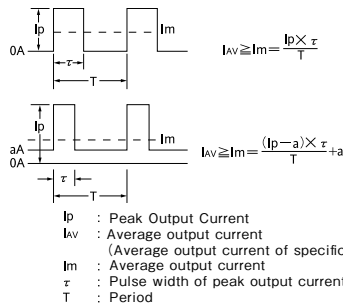 Ip
Im
0A
τ
T
IAV≧Im=Ip×τ/T
Ip
Im
aA
0A
τ
T
IAV≧Im=(Ip−a)×τ/T+a
Ip : Peak Output Current
IAV : Average output current
(Average output current of specific
Im : Average output current
τ : Pulse width of peak output current
T : Period